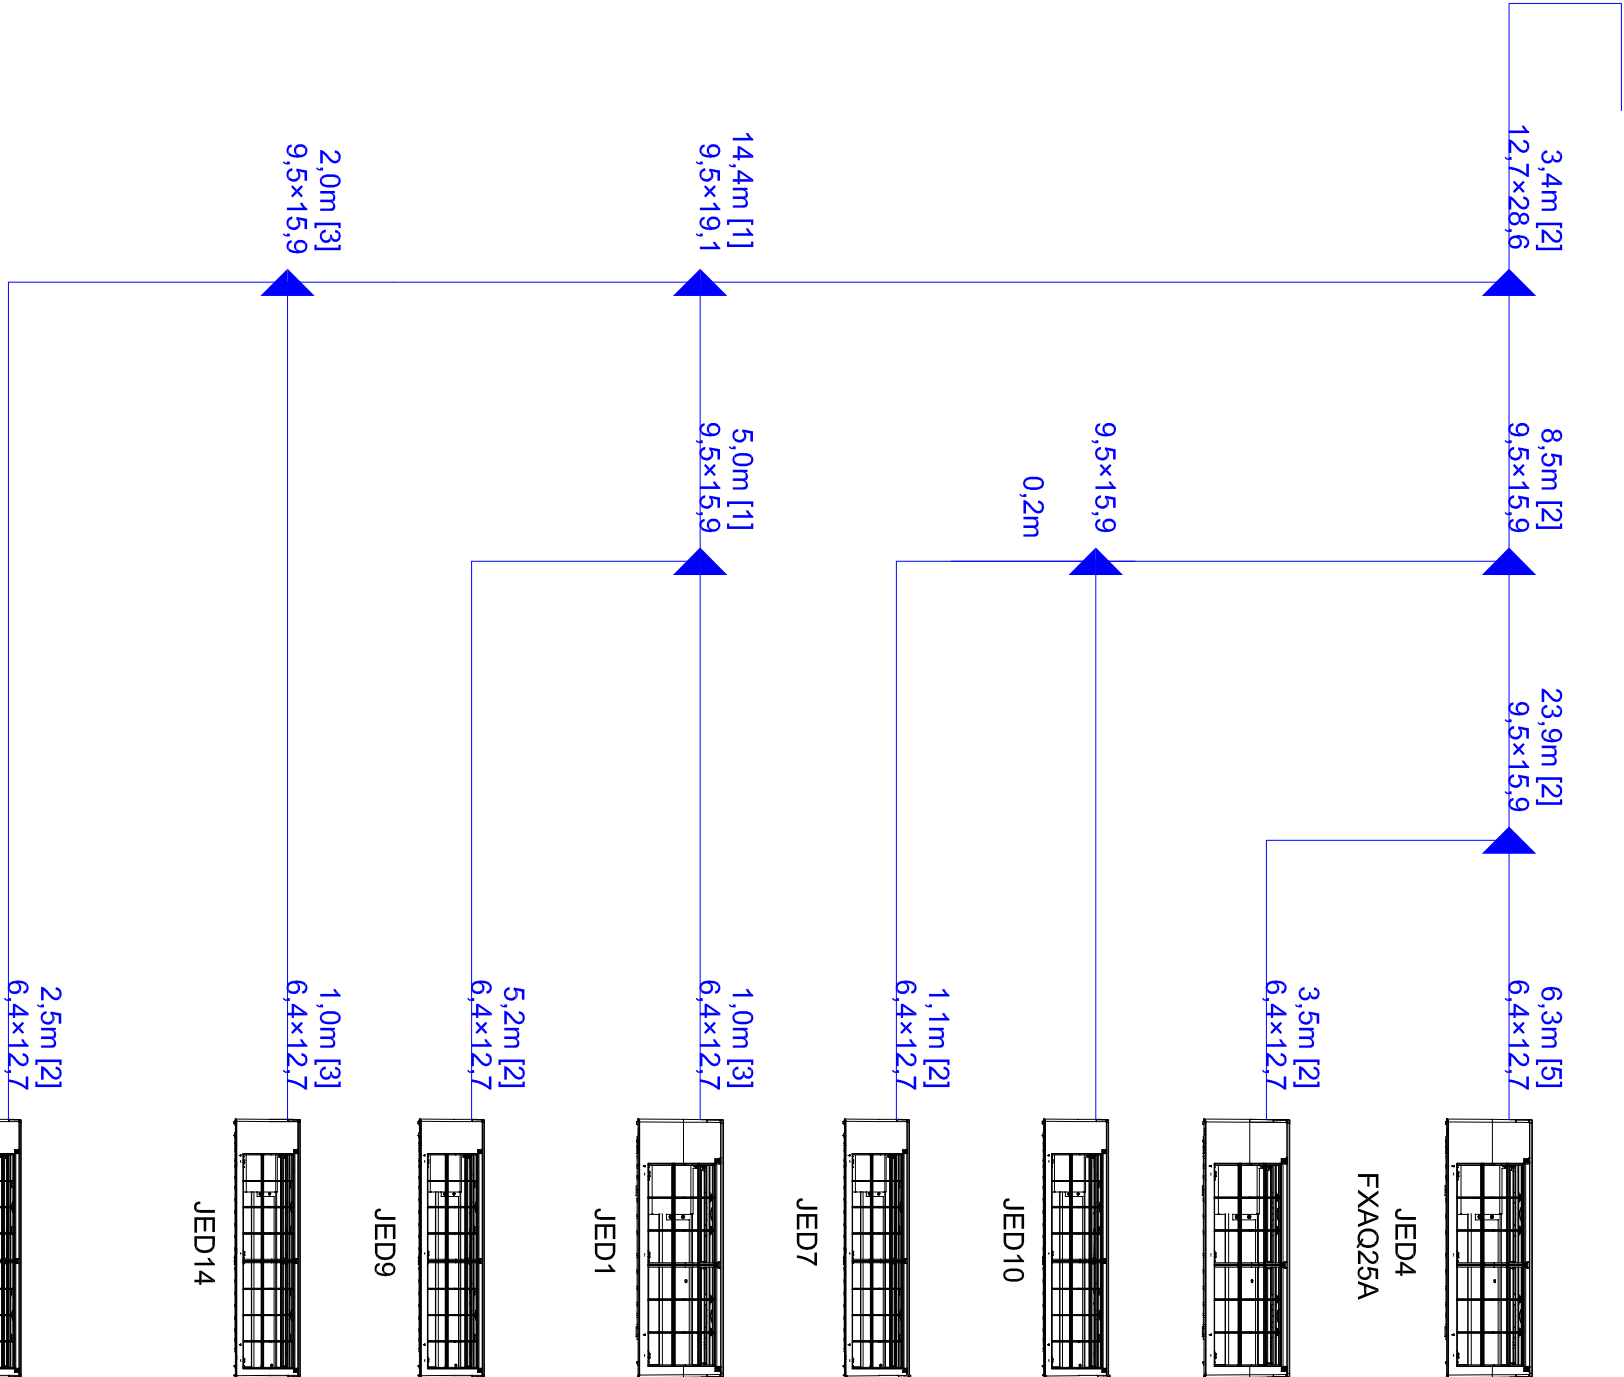 3,4m [2]
12,7×28,6
14,4m [1]
9,5×19,1
2,0m [3]
9,5×15,9
8,5m [2]
9,5×15,9
9,5×15,9
0,2m
5,0m [1]
9,5×15,9
23,9m [2]
9,5×15,9
6,3m [5]
6,4×12,7
3,5m [2]
6,4×12,7
1,1m [2]
6,4×12,7
1,0m [3]
6,4×12,7
5,2m [2]
6,4×12,7
1,0m [3]
6,4×12,7
2,5m [2]
6,4×12,7
JED4
FXAQ25A
JED10
JED7
JED1
JED9
JED14